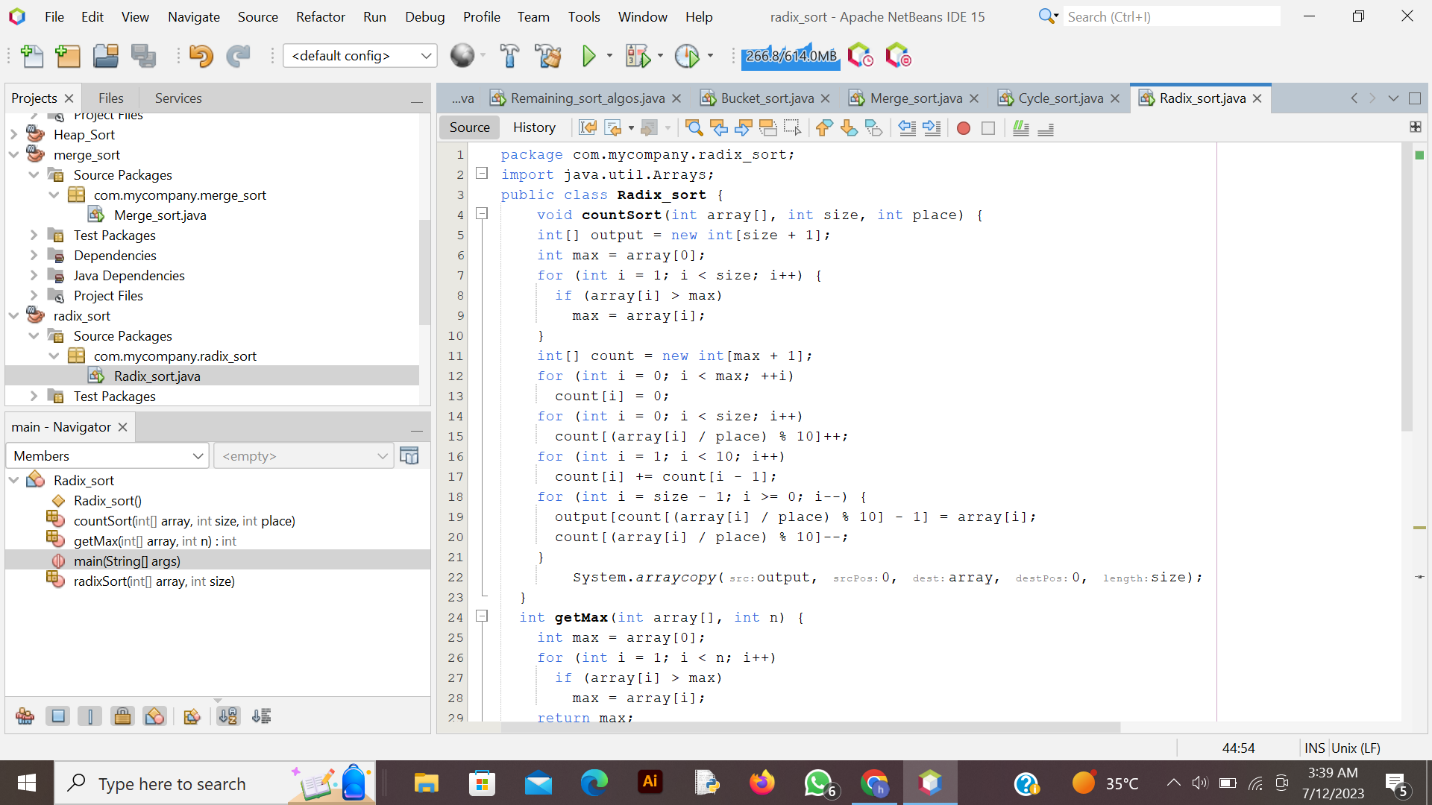 File Edit View Navigate Source Refactor Run Debug Profile Team Tools Window Help radix_sort - Apache NetBeans IDE 15 Search (Ctrl+I)
<default config> 266.8/614.0MB
Projects Files Services
...va Remaining_sort_algos.java Bucket_sort.java Merge_sort.java Cycle_sort.java Radix_sort.java
Source History
Project Files
Heap_Sort
merge_sort
Source Packages
com.mycompany.merge_sort
Merge_sort.java
Test Packages
Dependencies
Java Dependencies
Project Files
radix_sort
Source Packages
com.mycompany.radix_sort
Radix_sort.java
Test Packages
main - Navigator
Members <empty>
Radix_sort
Radix_sort()
countSort(int[] array, int size, int place)
getMax(int[] array, int n) : int
main(String[] args)
radixSort(int[] array, int size)
1 package com.mycompany.radix_sort;
2 import java.util.Arrays;
3 public class Radix_sort {
4 void countSort(int array[], int size, int place) {
5 int[] output = new int[size + 1];
6 int max = array[0];
7 for (int i = 1; i < size; i++) {
8 if (array[i] > max)
9 max = array[i];
10 }
11 int[] count = new int[max + 1];
12 for (int i = 0; i < max; ++i)
13 count[i] = 0;
14 for (int i = 0; i < size; i++)
15 count[(array[i] / place) % 10]++;
16 for (int i = 1; i < 10; i++)
17 count[i] += count[i - 1];
18 for (int i = size - 1; i >= 0; i--) {
19 output[count[(array[i] / place) % 10] - 1] = array[i];
20 count[(array[i] / place) % 10]--;
21 }
22 System.arraycopy( src: output, srcPos: 0, dest: array, destPos: 0, length: size);
23 }
24 int getMax(int array[], int n) {
25 int max = array[0];
26 for (int i = 1; i < n; i++)
27 if (array[i] > max)
28 max = array[i];
29 return max;
44:54 INS Unix (LF)
Type here to search Ai 6 35°C 3:39 AM
7/12/2023 5